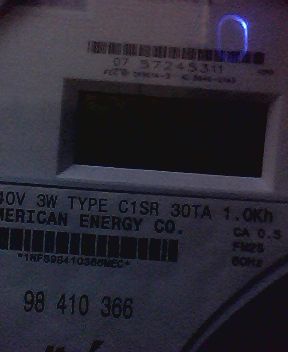 07 57245311
40V 3W TYPE C1SR 30TA 1.0Kh
MERICAN ENERGY CO.
CA 0.5
FM2S
60Hz
98 410 366